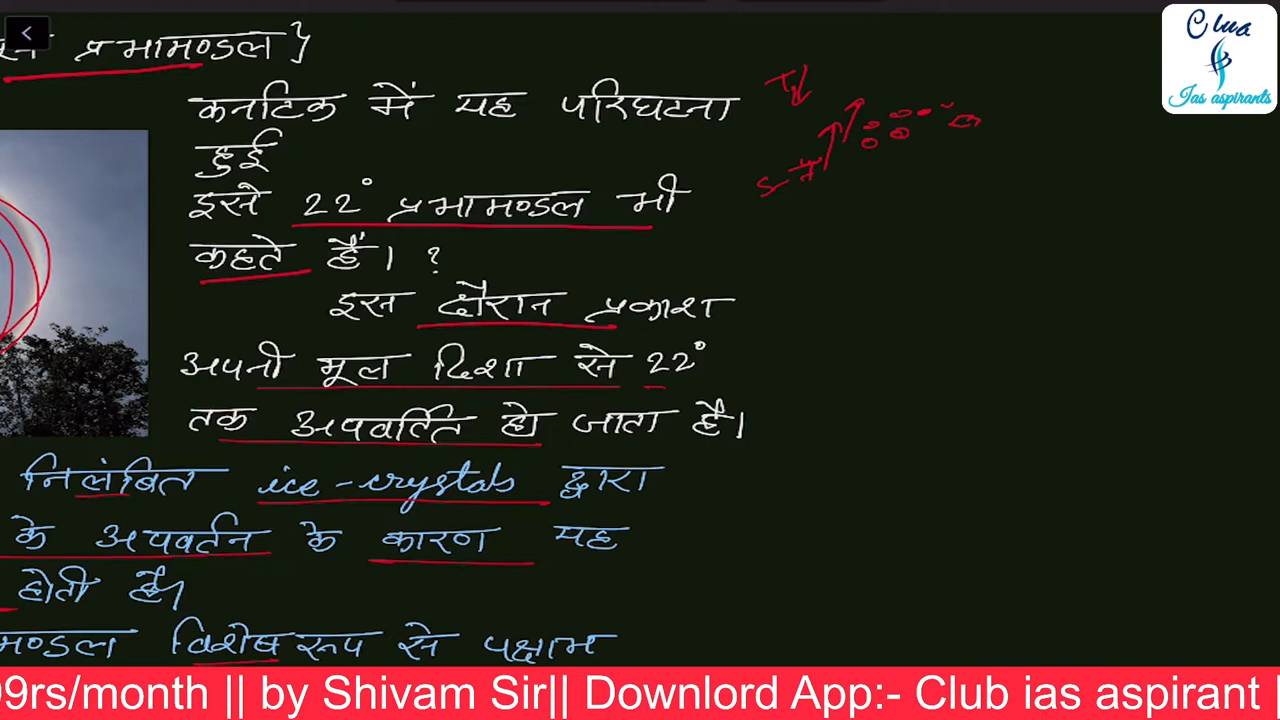 प्रभामण्डल}
कर्नाटक में यह परिघटना
हुई
इसे 22° प्रभामण्डल भी
कहते हैं। ?
इस दौरान प्रकाश
अपनी मूल दिशा से 22°
तक अपवर्तित हो जाता है।
निलंबित ice-crystals द्वारा
के अपवर्तन के कारण यह
होती है।
मण्डल विशेष रूप से पक्षाभ
Club
Ias aspirants
99rs/month || by Shivam Sir|| Downlord App:- Club ias aspirant |